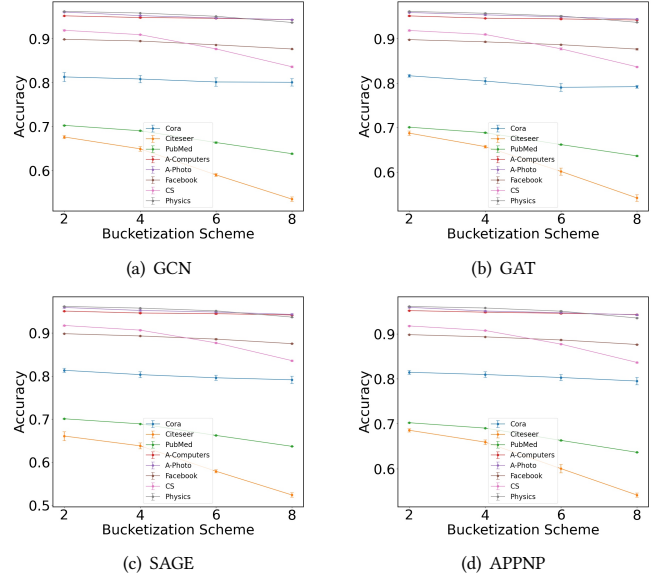 Accuracy
0.9
0.8
0.7
0.6
Cora
Citeseer
PubMed
A-Computers
A-Photo
Facebook
CS
Physics
2 4 6 8
Bucketization Scheme
(a) GCN
Accuracy
0.9
0.8
0.7
0.6
Cora
Citeseer
PubMed
A-Computers
A-Photo
Facebook
CS
Physics
2 4 6 8
Bucketization Scheme
(b) GAT
Accuracy
0.9
0.8
0.7
0.6
0.5
Cora
Citeseer
PubMed
A-Computers
A-Photo
Facebook
CS
Physics
2 4 6 8
Bucketization Scheme
(c) SAGE
Accuracy
0.9
0.8
0.7
0.6
Cora
Citeseer
PubMed
A-Computers
A-Photo
Facebook
CS
Physics
2 4 6 8
Bucketization Scheme
(d) APPNP